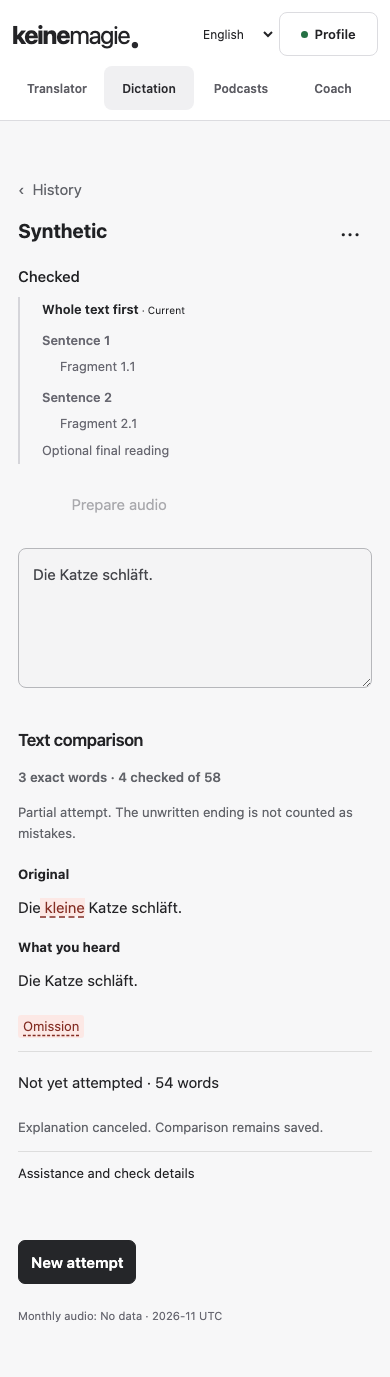 keinemagie.
English
Profile
Translator
Dictation
Podcasts
Coach
‹ History
Synthetic
...
Checked
Whole text first · Current
Sentence 1
Fragment 1.1
Sentence 2
Fragment 2.1
Optional final reading
Prepare audio
Die Katze schläft.
Text comparison
3 exact words · 4 checked of 58
Partial attempt. The unwritten ending is not counted as
mistakes.
Original
Die kleine Katze schläft.
What you heard
Die Katze schläft.
Omission
Not yet attempted · 54 words
Explanation canceled. Comparison remains saved.
Assistance and check details
New attempt
Monthly audio: No data · 2026-11 UTC